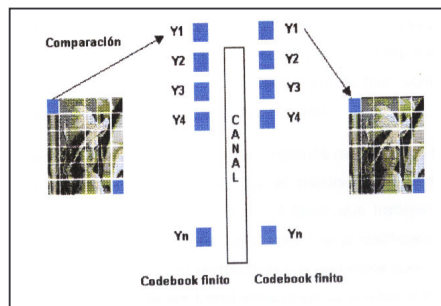 Comparación
Y1
Y2
Y3
Y4
Yn
CANAL
Y1
Y2
Y3
Y4
Yn
Codebook finito
Codebook finito